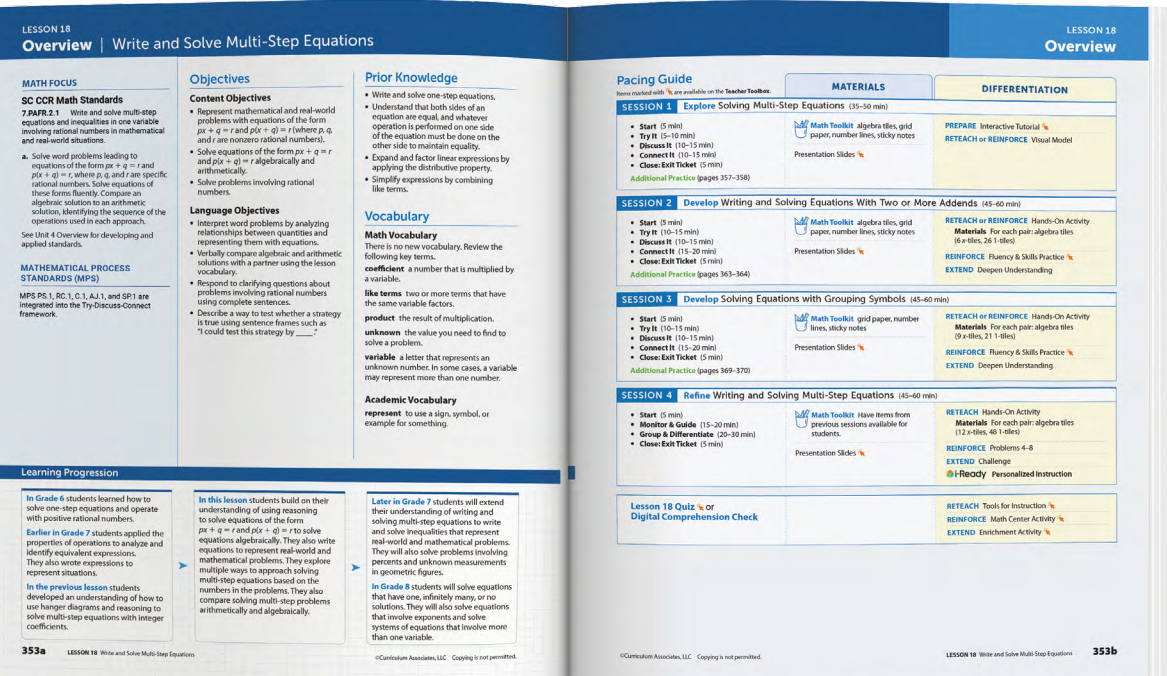 LESSON 18
Overview | Write and Solve Multi-Step Equations
MATH FOCUS
SC CCR Math Standards
7.PAFR.2.1 Write and solve multi-step
equations and inequalities in one variable
involving rational numbers in mathematical
and real-world situations.
a. Solve word problems leading to
equations of the form px + q = r and
p(x + q) = r, where p, q, and r are specific
rational numbers. Solve equations of
these forms fluently. Compare an
algebraic solution to an arithmetic
solution, identifying the sequence of the
operations used in each approach.
See Unit 4 Overview for developing and
applied standards.
MATHEMATICAL PROCESS
STANDARDS (MPS)
MPS PS.1, RC.1, C.1, AJ.1, and SP.1 are
integrated into the Try-Discuss-Connect
framework.
Objectives
Content Objectives
• Represent mathematical and real-world
problems with equations of the form
px + q = r and p(x + q) = r (where p, q,
and r are nonzero rational numbers).
• Solve equations of the form px + q = r
and p(x + q) = r algebraically and
arithmetically.
• Solve problems involving rational
numbers.
Language Objectives
• Interpret word problems by analyzing
relationships between quantities and
representing them with equations.
• Verbally compare algebraic and arithmetic
solutions with a partner using the lesson
vocabulary.
• Respond to clarifying questions about
problems involving rational numbers
using complete sentences.
• Describe a way to test whether a strategy
is true using sentence frames such as
"I could test this strategy by ____."
Prior Knowledge
• Write and solve one-step equations.
• Understand that both sides of an
equation are equal, and whatever
operation is performed on one side
of the equation must be done on the
other side to maintain equality.
• Expand and factor linear expressions by
applying the distributive property.
• Simplify expressions by combining
like terms.
Vocabulary
Math Vocabulary
There is no new vocabulary. Review the
following key terms.
coefficient a number that is multiplied by
a variable.
like terms two or more terms that have
the same variable factors.
product the result of multiplication.
unknown the value you need to find to
solve a problem.
variable a letter that represents an
unknown number. In some cases, a variable
may represent more than one number.
Academic Vocabulary
represent to use a sign, symbol, or
example for something.
Learning Progression
In Grade 6 students learned how to
solve one-step equations and operate
with positive rational numbers.
Earlier in Grade 7 students applied the
properties of operations to analyze and
identify equivalent expressions.
They also wrote expressions to
represent situations.
In the previous lesson students
developed an understanding of how to
use hanger diagrams and reasoning to
solve multi-step equations with integer
coefficients.
In this lesson students build on their
understanding of using reasoning
to solve equations of the form
px + q = r and p(x + q) = r to solve
equations algebraically. They also write
equations to represent real-world and
mathematical problems. They explore
multiple ways to approach solving
multi-step equations based on the
numbers in the problems. They also
compare solving multi-step problems
arithmetically and algebraically.
Later in Grade 7 students will extend
their understanding of writing and
solving multi-step equations to write
and solve inequalities that represent
real-world and mathematical problems.
They will also solve problems involving
percents and unknown measurements
in geometric figures.
In Grade 8 students will solve equations
that have one, infinitely many, or no
solutions. They will also solve equations
that involve exponents and solve
systems of equations that involve more
than one variable.
353a LESSON 18 Write and Solve Multi-Step Equations
©Curriculum Associates, LLC Copying is not permitted.
LESSON 18
Overview
Pacing Guide
Items marked with are available on the Teacher Toolbox.
MATERIALS
DIFFERENTIATION
SESSION 1 Explore Solving Multi-Step Equations (35–50 min)
• Start (5 min)
• Try It (5–10 min)
• Discuss It (10–15 min)
• Connect It (10–15 min)
• Close: Exit Ticket (5 min)
Additional Practice (pages 357–358)
Math Toolkit algebra tiles, grid
paper, number lines, sticky notes
Presentation Slides
PREPARE Interactive Tutorial
RETEACH or REINFORCE Visual Model
SESSION 2 Develop Writing and Solving Equations With Two or More Addends (45–60 min)
• Start (5 min)
• Try It (10–15 min)
• Discuss It (10–15 min)
• Connect It (15–20 min)
• Close: Exit Ticket (5 min)
Additional Practice (pages 363–364)
Math Toolkit algebra tiles, grid
paper, number lines, sticky notes
Presentation Slides
RETEACH or REINFORCE Hands-On Activity
Materials For each pair: algebra tiles
(6 x-tiles, 26 1-tiles)
REINFORCE Fluency & Skills Practice
EXTEND Deepen Understanding
SESSION 3 Develop Solving Equations with Grouping Symbols (45–60 min)
• Start (5 min)
• Try It (10–15 min)
• Discuss It (10–15 min)
• Connect It (15–20 min)
• Close: Exit Ticket (5 min)
Additional Practice (pages 369–370)
Math Toolkit grid paper, number
lines, sticky notes
Presentation Slides
RETEACH or REINFORCE Hands-On Activity
Materials For each pair: algebra tiles
(9 x-tiles, 21 1-tiles)
REINFORCE Fluency & Skills Practice
EXTEND Deepen Understanding
SESSION 4 Refine Writing and Solving Multi-Step Equations (45–60 min)
• Start (5 min)
• Monitor & Guide (15–20 min)
• Group & Differentiate (20–30 min)
• Close: Exit Ticket (5 min)
Math Toolkit Have items from
previous sessions available for
students.
Presentation Slides
RETEACH Hands-On Activity
Materials For each pair: algebra tiles
(12 x-tiles, 48 1-tiles)
REINFORCE Problems 4–8
EXTEND Challenge
i-Ready Personalized Instruction
Lesson 18 Quiz or
Digital Comprehension Check
RETEACH Tools for Instruction
REINFORCE Math Center Activity
EXTEND Enrichment Activity
©Curriculum Associates, LLC Copying is not permitted.
LESSON 18 Write and Solve Multi-Step Equations 353b